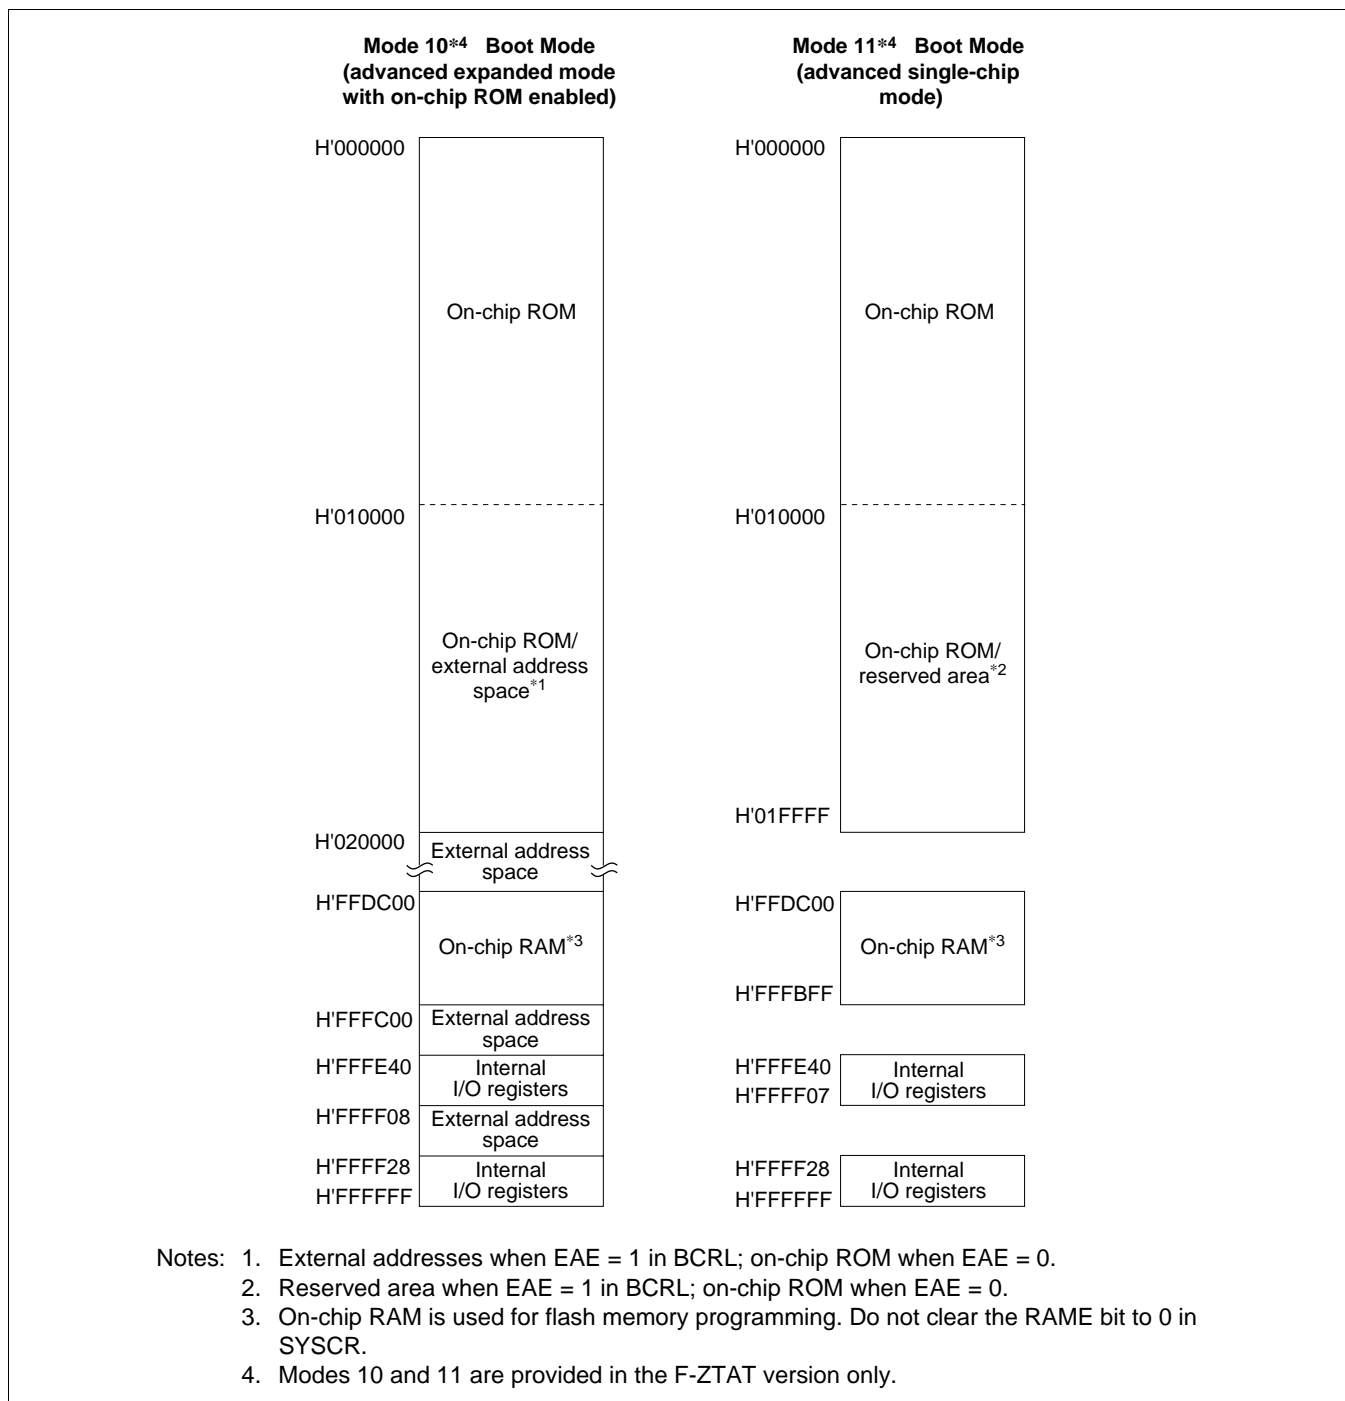 Mode 10*4 Boot Mode
(advanced expanded mode
with on-chip ROM enabled)
H'000000
On-chip ROM
H'010000
On-chip ROM/
external address
space*1
H'020000
External address
space
H'FFDC00
On-chip RAM*3
H'FFFC00
External address
space
H'FFFE40
Internal
I/O registers
H'FFFF08
External address
space
H'FFFF28
Internal
I/O registers
H'FFFFFF
Mode 11*4 Boot Mode
(advanced single-chip
mode)
H'000000
On-chip ROM
H'010000
On-chip ROM/
reserved area*2
H'01FFFF
H'FFDC00
On-chip RAM*3
H'FFFBFF
H'FFFE40
Internal
I/O registers
H'FFFF07
H'FFFF28
Internal
I/O registers
H'FFFFFF
Notes: 1. External addresses when EAE = 1 in BCRL; on-chip ROM when EAE = 0.
2. Reserved area when EAE = 1 in BCRL; on-chip ROM when EAE = 0.
3. On-chip RAM is used for flash memory programming. Do not clear the RAME bit to 0 in
SYSCR.
4. Modes 10 and 11 are provided in the F-ZTAT version only.